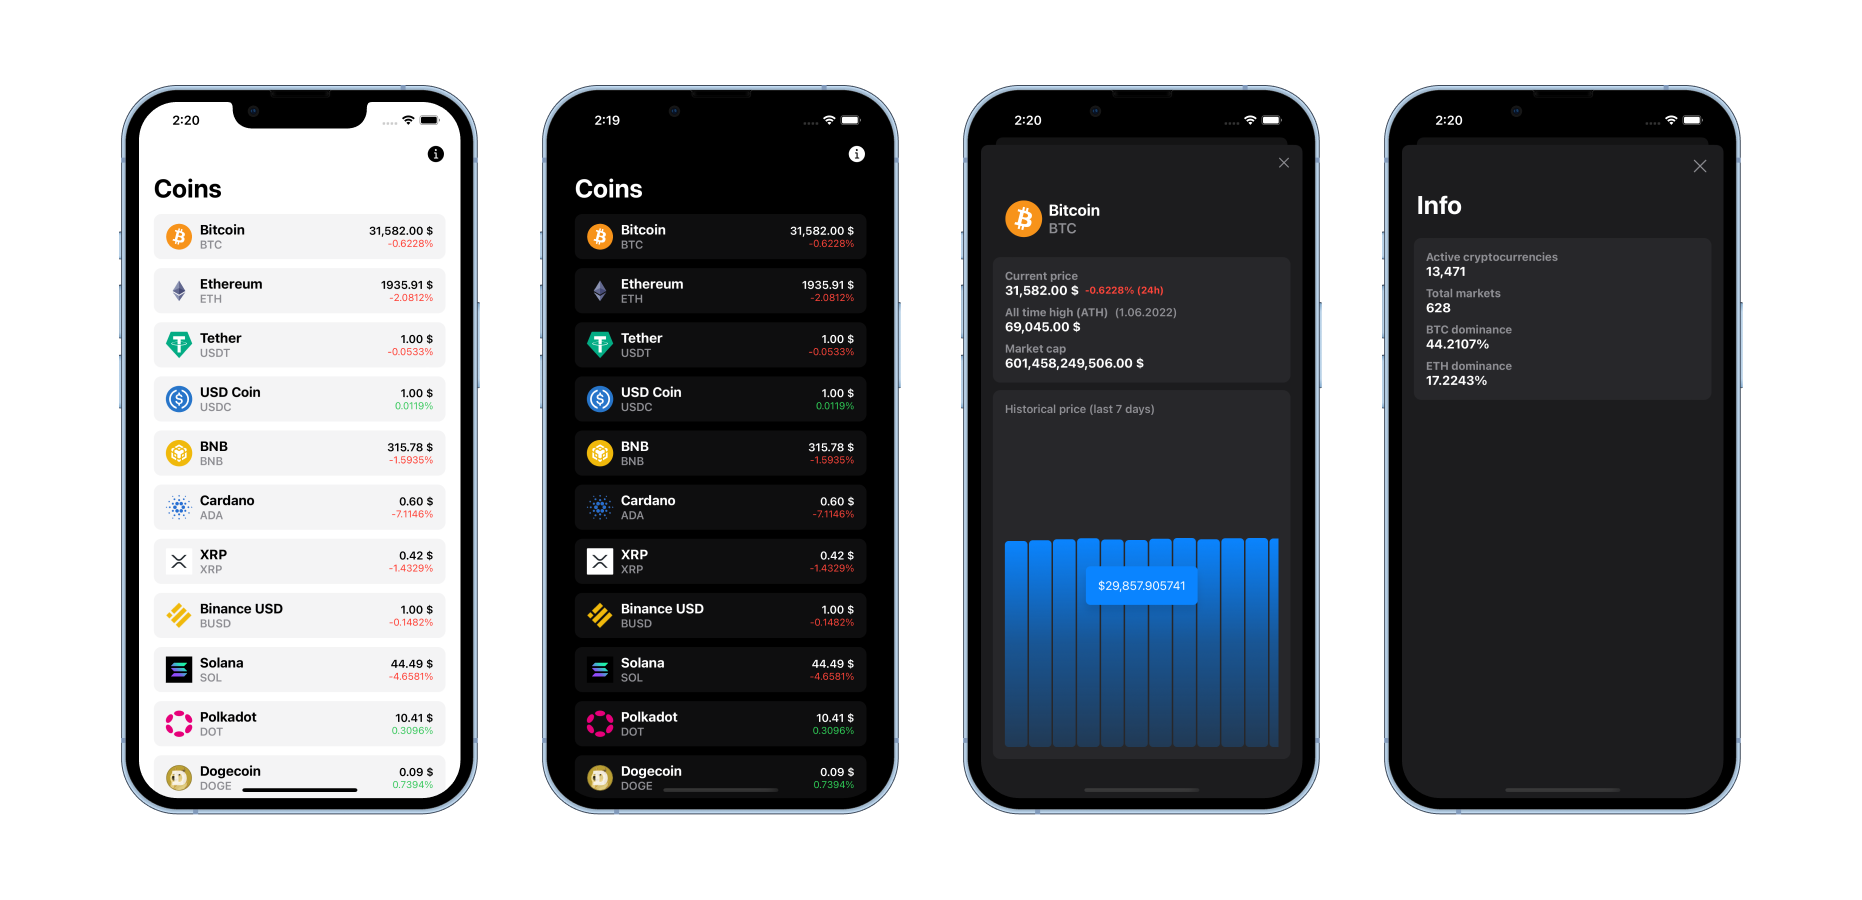 2:20
Coins
Bitcoin
BTC
31,582.00 $
-0.6228%
Ethereum
ETH
1935.91 $
-2.0812%
Tether
USDT
1.00 $
-0.0533%
USD Coin
USDC
1.00 $
0.0119%
BNB
BNB
315.78 $
-1.5935%
Cardano
ADA
0.60 $
-7.1146%
XRP
XRP
0.42 $
-1.4329%
Binance USD
BUSD
1.00 $
-0.1482%
Solana
SOL
44.49 $
-4.6581%
Polkadot
DOT
10.41 $
0.3096%
Dogecoin
DOGE
0.09 $
0.7394%
2:19
Coins
Bitcoin
BTC
31,582.00 $
-0.6228%
Ethereum
ETH
1935.91 $
-2.0812%
Tether
USDT
1.00 $
-0.0533%
USD Coin
USDC
1.00 $
0.0119%
BNB
BNB
315.78 $
-1.5935%
Cardano
ADA
0.60 $
-7.1146%
XRP
XRP
0.42 $
-1.4329%
Binance USD
BUSD
1.00 $
-0.1482%
Solana
SOL
44.49 $
-4.6581%
Polkadot
DOT
10.41 $
0.3096%
Dogecoin
DOGE
0.09 $
0.7394%
2:20
Bitcoin
BTC
Current price
31,582.00 $ -0.6228% (24h)
All time high (ATH) (1.06.2022)
69,045.00 $
Market cap
601,458,249,506.00 $
Historical price (last 7 days)
$29,857.905741
2:20
Info
Active cryptocurrencies
13,471
Total markets
628
BTC dominance
44.2107%
ETH dominance
17.2243%